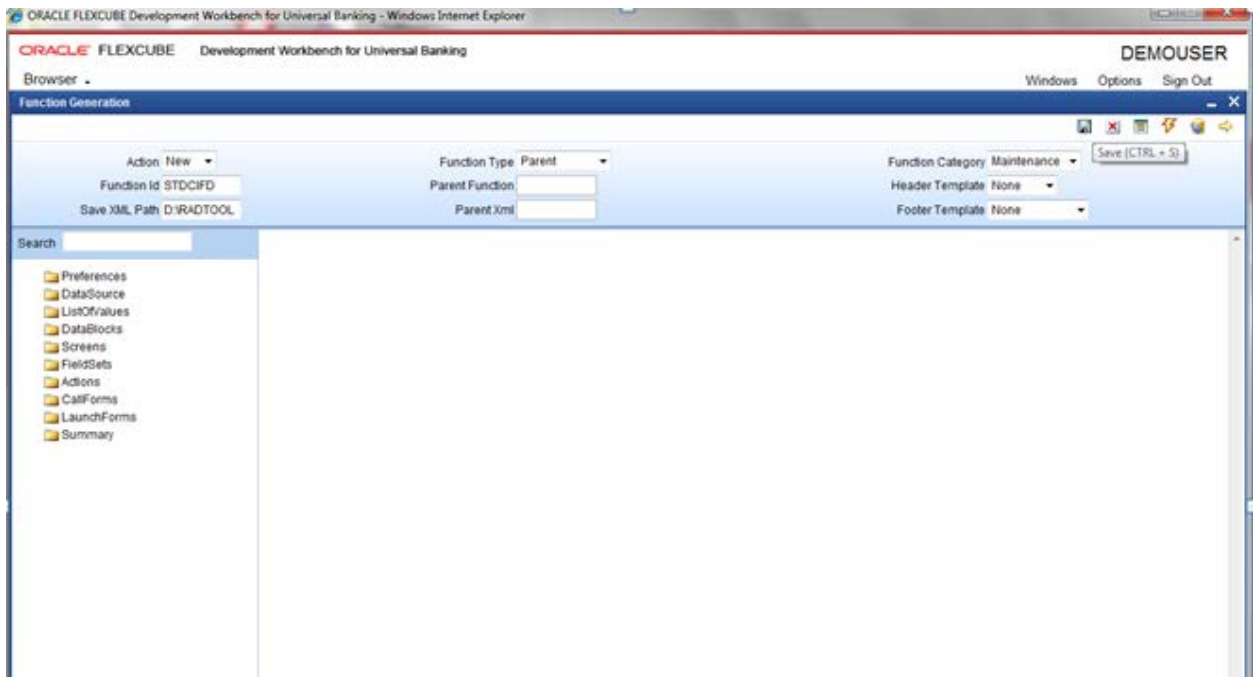 ORACLE FLEXCUBE Development Workbench for Universal Banking - Windows Internet Explorer
ORACLE FLEXCUBE Development Workbench for Universal Banking DEMOUSER
Browser Windows Options Sign Out
Function Generation
Action New Function Type Parent Function Category Maintenance Save (CTRL + S)
Function Id STDCIFD Parent Function Header Template None
Save XML Path D:\RADTOOL Parent Xml Footer Template None
Search
Preferences
DataSource
ListOfValues
DataBlocks
Screens
FieldSets
Actions
CallForms
LaunchForms
Summary